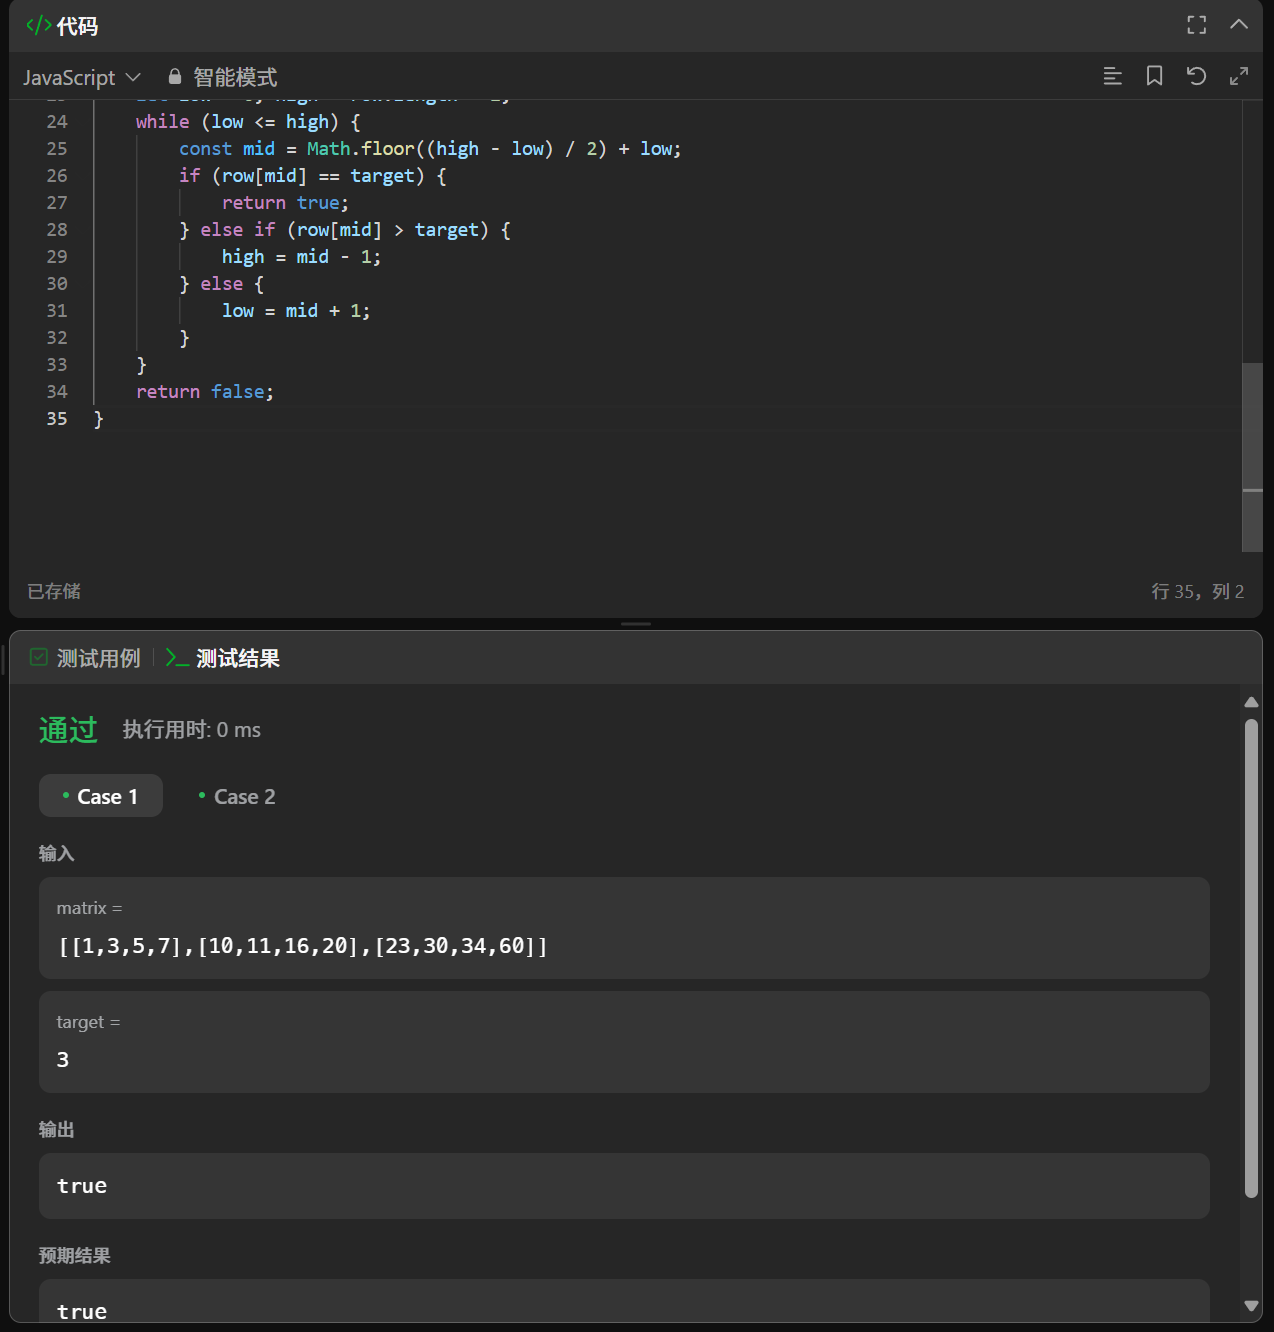 </> 代码
JavaScript 智能模式
24 while (low <= high) {
25 const mid = Math.floor((high - low) / 2) + low;
26 if (row[mid] == target) {
27 return true;
28 } else if (row[mid] > target) {
29 high = mid - 1;
30 } else {
31 low = mid + 1;
32 }
33 }
34 return false;
35 }
已存储 行 35，列 2
测试用例 测试结果
通过 执行用时: 0 ms
Case 1 Case 2
输入
matrix =
[[1,3,5,7],[10,11,16,20],[23,30,34,60]]
target =
3
输出
true
预期结果
true